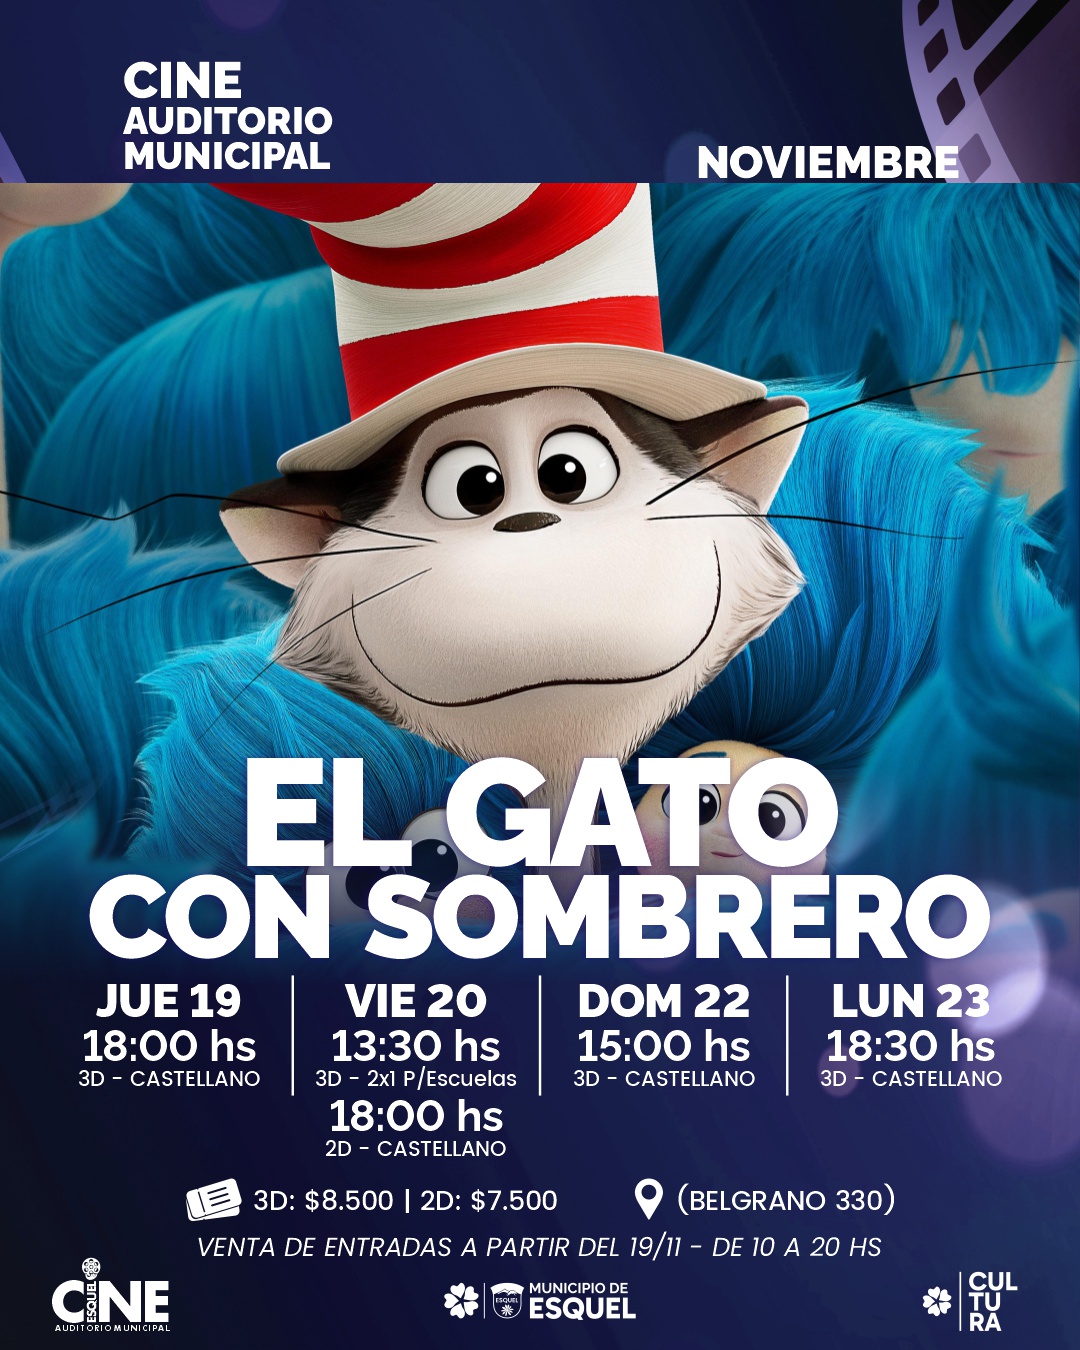 CINE
AUDITORIO
MUNICIPAL
NOVIEMBRE
EL GATO
CON SOMBRERO
JUE 19
18:00 hs
3D - CASTELLANO
VIE 20
13:30 hs
3D - 2x1 P/Escuelas
18:00 hs
2D - CASTELLANO
DOM 22
15:00 hs
3D - CASTELLANO
LUN 23
18:30 hs
3D - CASTELLANO
3D: $8.500 | 2D: $7.500
(BELGRANO 330)
VENTA DE ENTRADAS A PARTIR DEL 19/11 - DE 10 A 20 HS
CINE
ESQUEL
AUDITORIO MUNICIPAL
ESQUEL
MUNICIPIO DE
ESQUEL
CUL
TU
RA